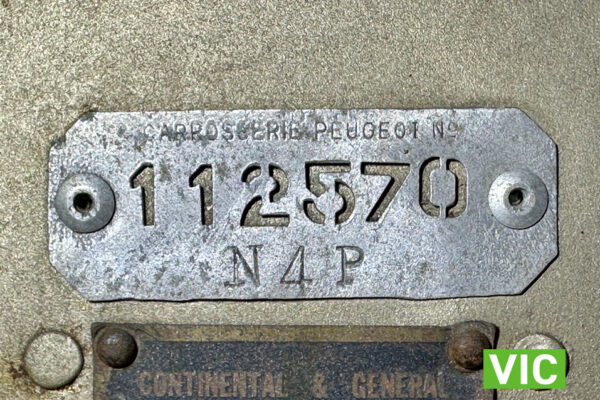 CARROSSERIE PEUGEOT Nº
112570
N4P
CONTINENTAL & GENERAL
VIC